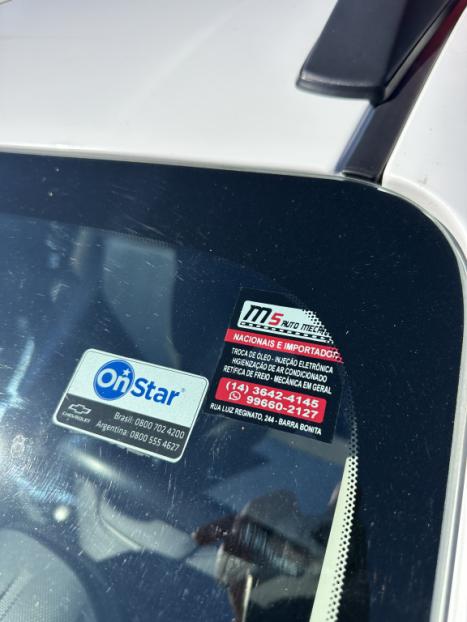 M5 AUTO
NACIONAIS E IMPORTADOS
TROCA DE ÓLEO - INJEÇÃO ELETRÔNICA
HIGIENIZAÇÃO DE AR CONDICIONADO
RETIFICA DE FREIO - MECÂNICA EM GERAL
(14) 3642-4145
99660-2127
RUA LUIZ REGINATO, 244 - BARRA BONITA
OnStar®
CHEVROLET
Brasil: 0800 702 4200
Argentina: 0800 555 4627